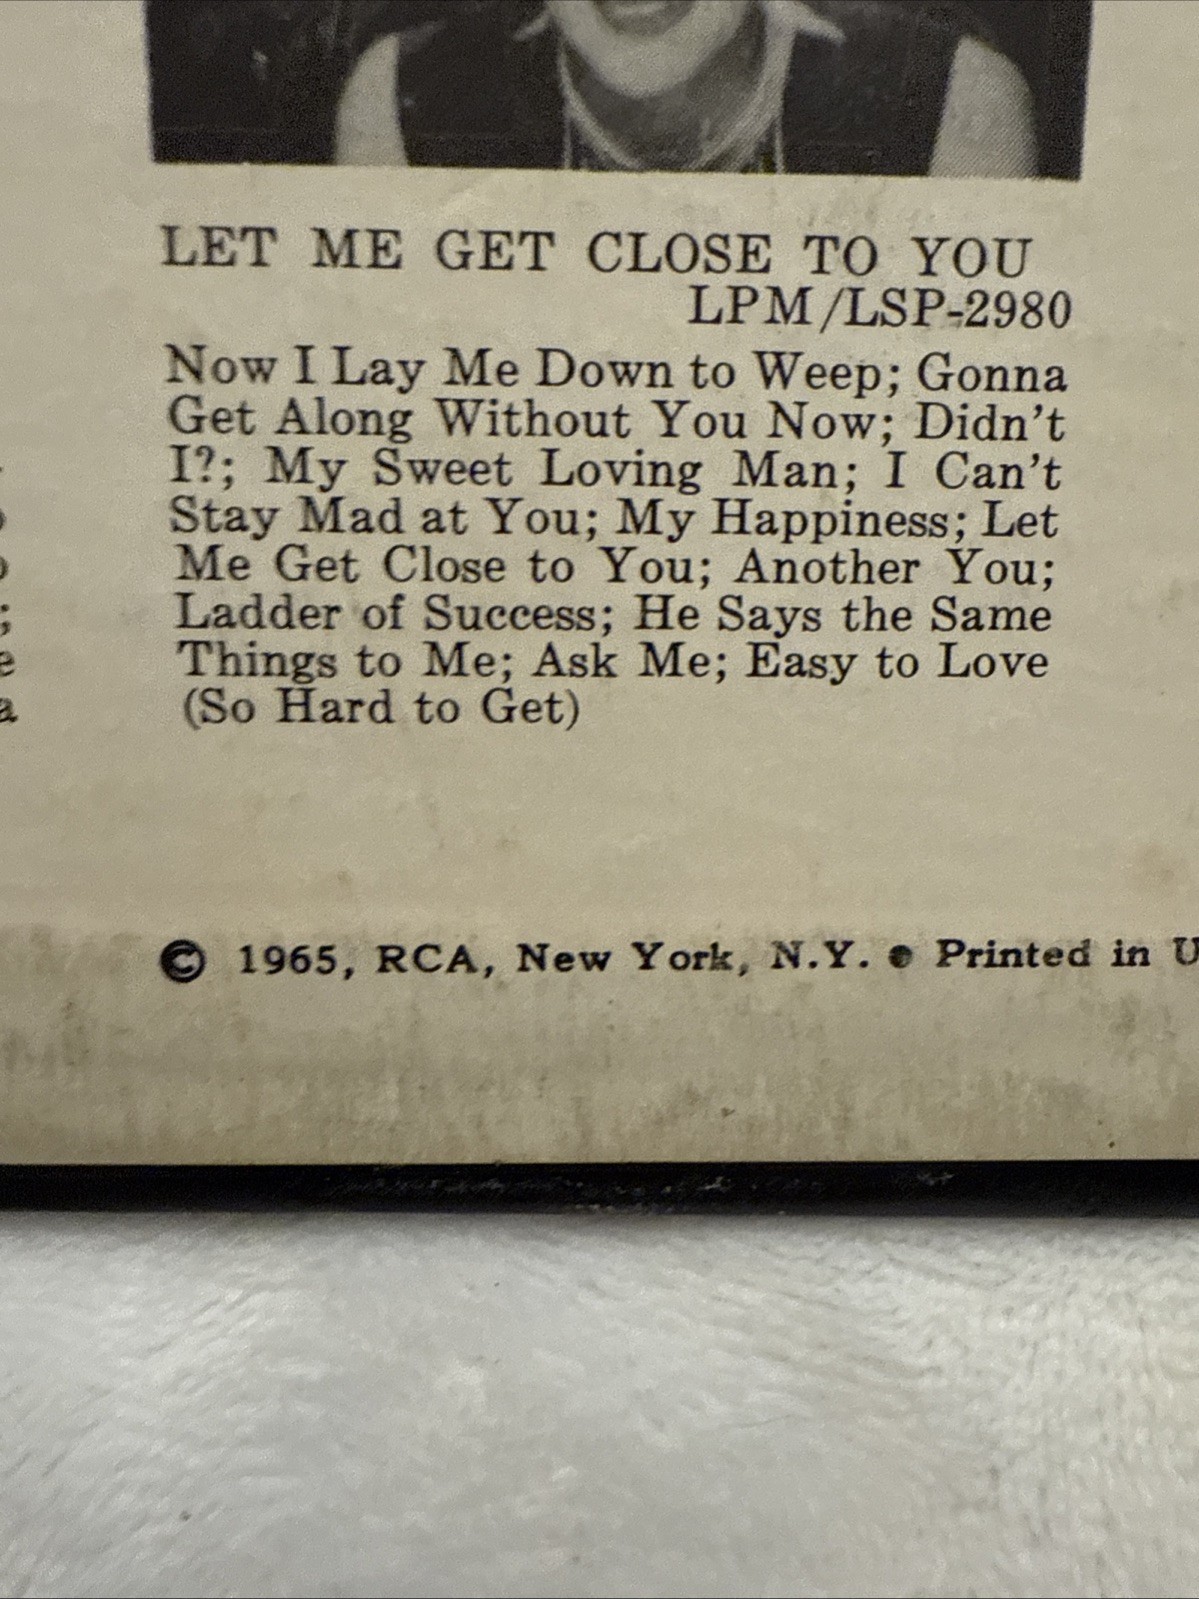 LET ME GET CLOSE TO YOU
LPM/LSP-2980
Now I Lay Me Down to Weep; Gonna
Get Along Without You Now; Didn't
I?; My Sweet Loving Man; I Can't
Stay Mad at You; My Happiness; Let
Me Get Close to You; Another You;
Ladder of Success; He Says the Same
Things to Me; Ask Me; Easy to Love
(So Hard to Get)
© 1965, RCA, New York, N.Y. • Printed in U